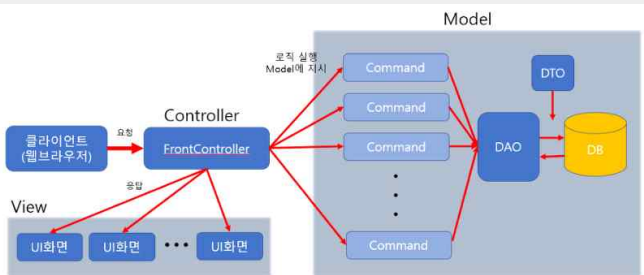 Model
로직 실행
Model에 지시
Command
DTO
Controller
Command
요청
클라이언트
(웹브라우저)
FrontController
Command
DAO
DB
응답
View
UI화면
UI화면
UI화면
Command